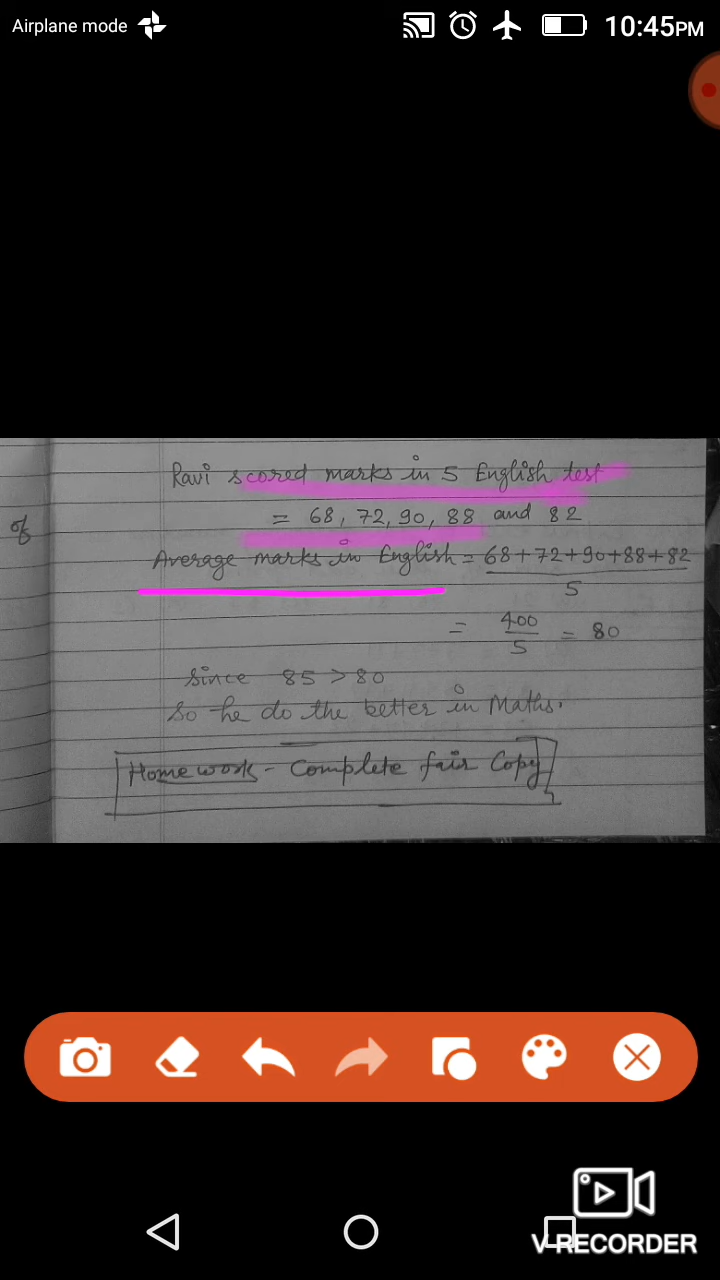 Airplane mode 10:45PM
Ravi scored marks in 5 English test
= 68, 72, 90, 88 and 82
of
Average marks in English = 68+72+90+88+82
5
= 400 = 80
5
Since 85 > 80
So he do the better in Maths.
Homework - Complete fair Copy
V RECORDER